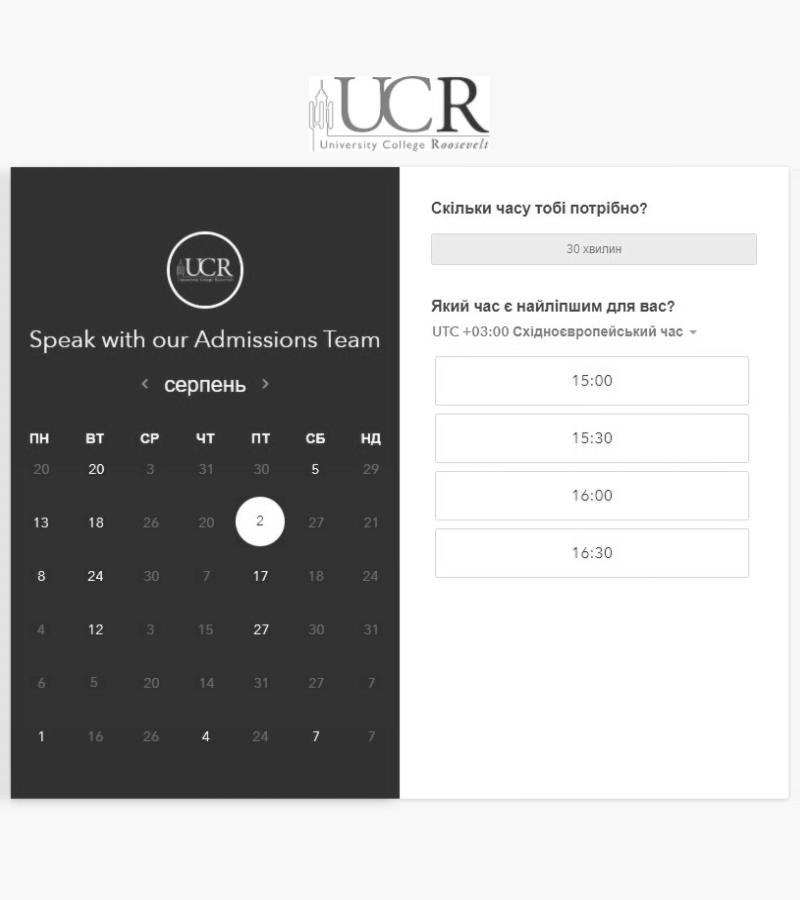 UCR
University College Roosevelt
UCR
Speak with our Admissions Team
серпень
ПН ВТ СР ЧТ ПТ СБ НД
20 20 3 31 30 5 29
13 18 26 20 2 27 21
8 24 30 7 17 18 24
4 12 3 15 27 30 31
6 5 20 14 31 27 7
1 16 26 4 24 7 7
Скільки часу тобі потрібно?
30 хвилин
Який час є найліпшим для вас?
UTC +03:00 Східноєвропейський час
15:00
15:30
16:00
16:30